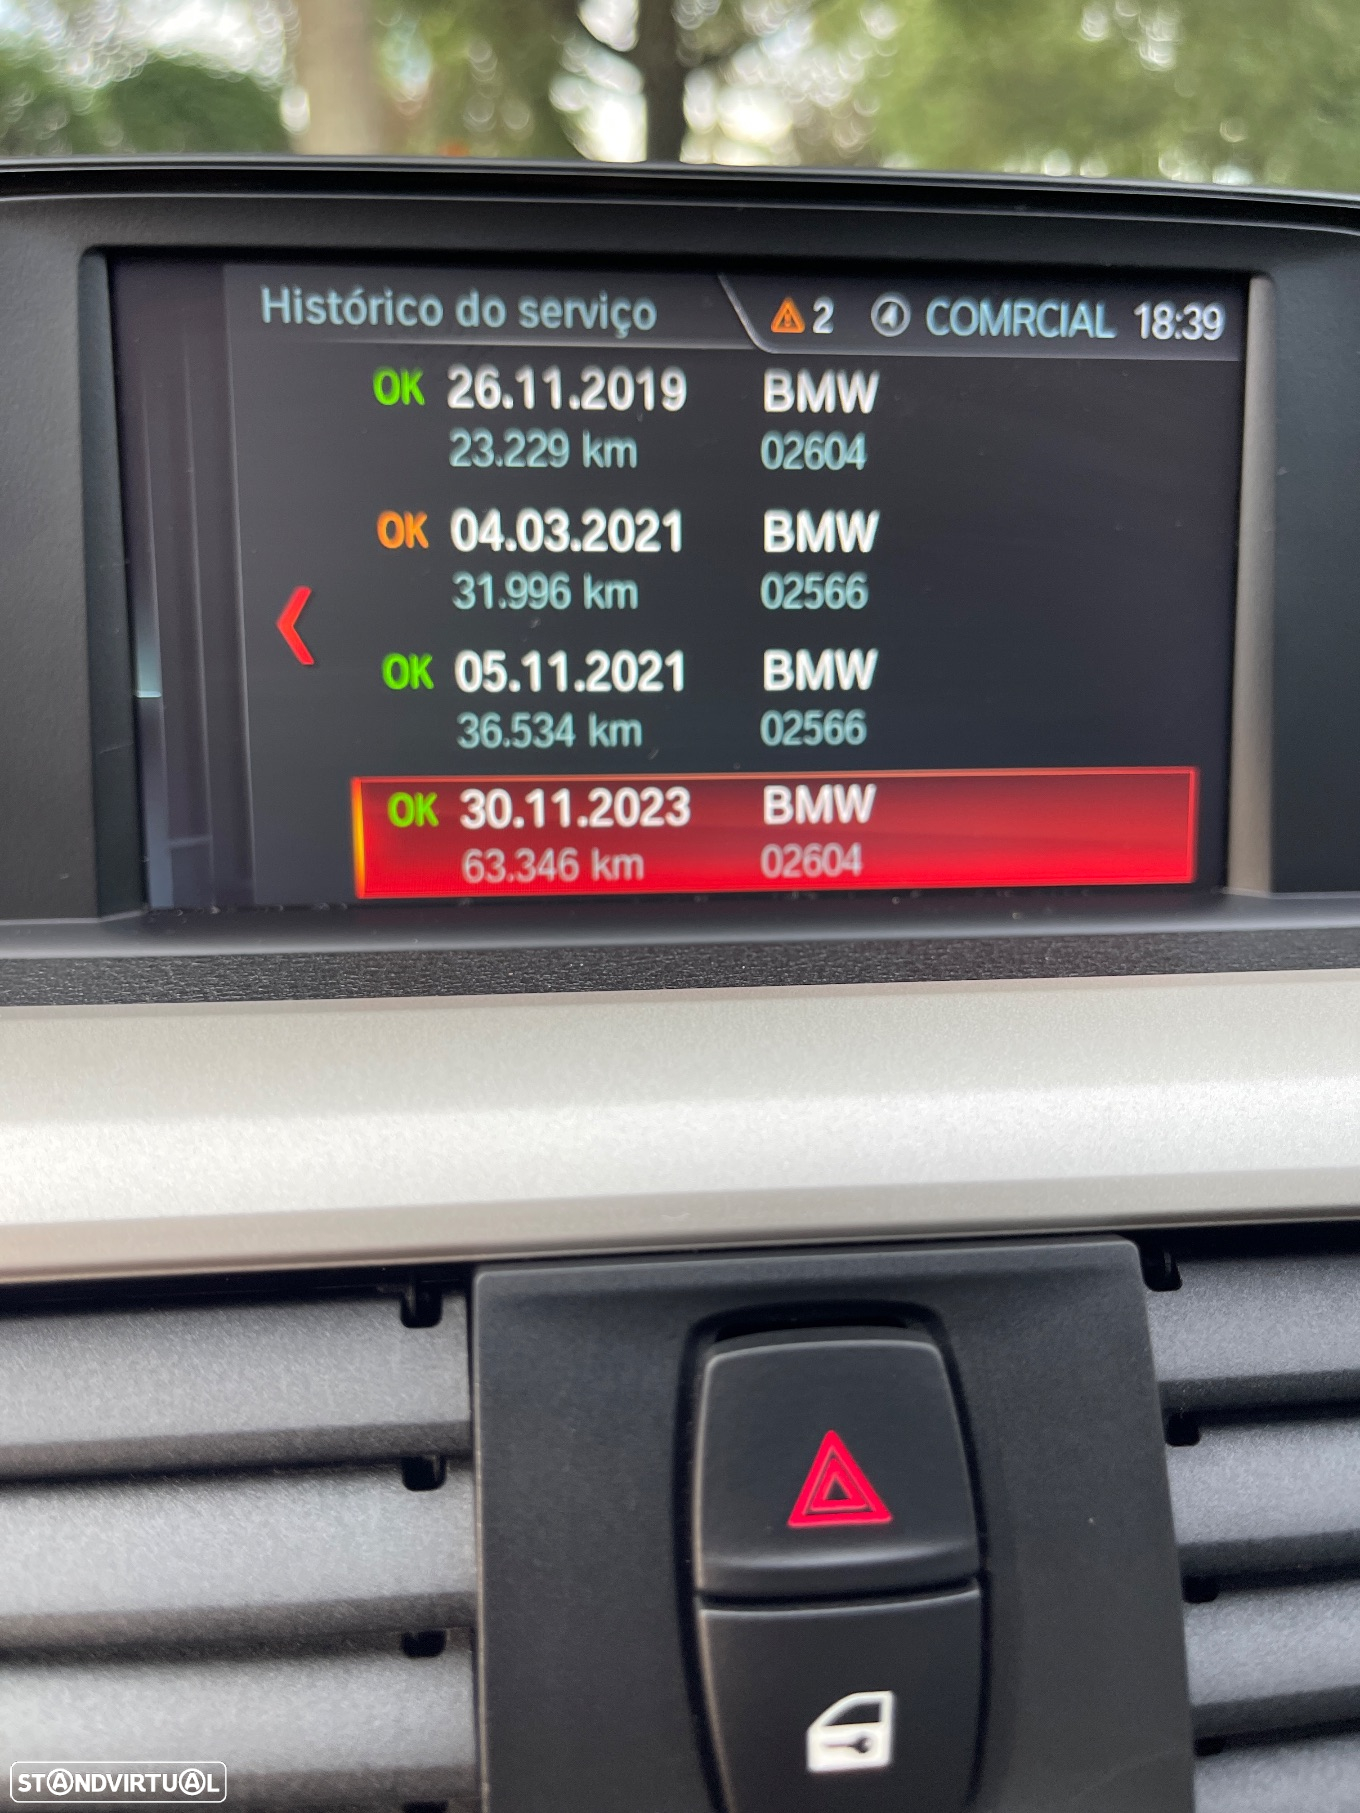 Histórico do serviço 2 COMRCIAL 18:39
OK 26.11.2019 BMW
23.229 km 02604
OK 04.03.2021 BMW
31.996 km 02566
OK 05.11.2021 BMW
36.534 km 02566
OK 30.11.2023 BMW
63.346 km 02604
STANDVIRTUAL